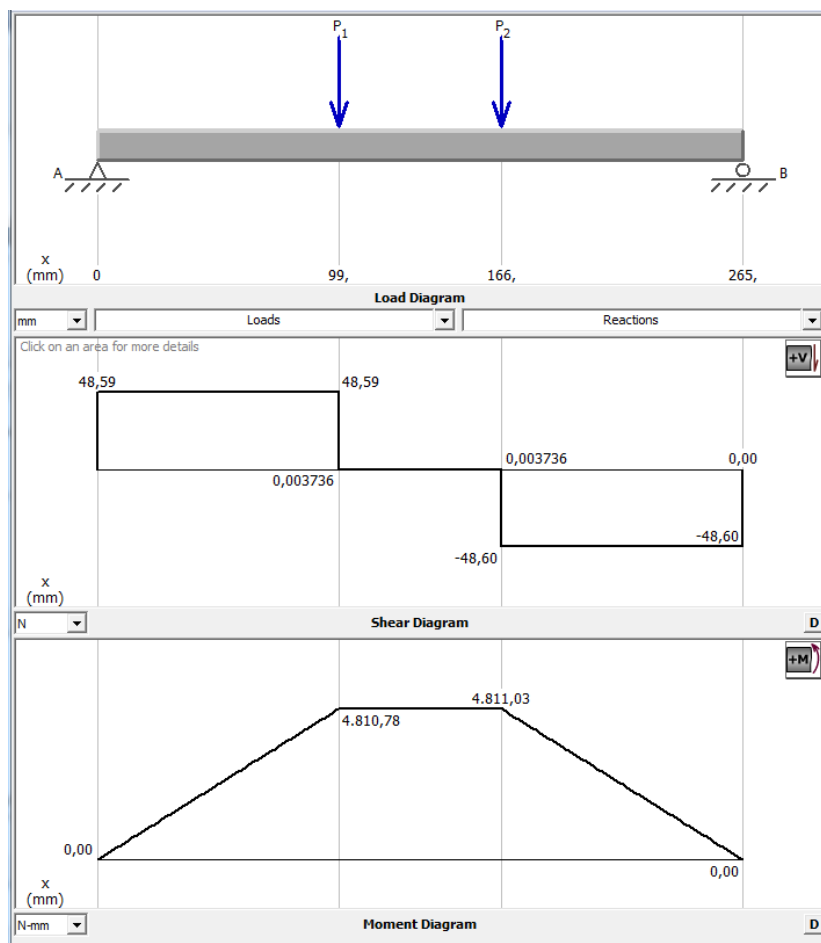 P1 P2
A B
x
(mm) 0 99, 166, 265,
Load Diagram
mm Loads Reactions
Click on an area for more details
+V
48,59 48,59
0,003736 0,003736 0,00
-48,60 -48,60
x
(mm)
N Shear Diagram D
+M
4.810,78 4.811,03
0,00 0,00
x
(mm)
N-mm Moment Diagram D